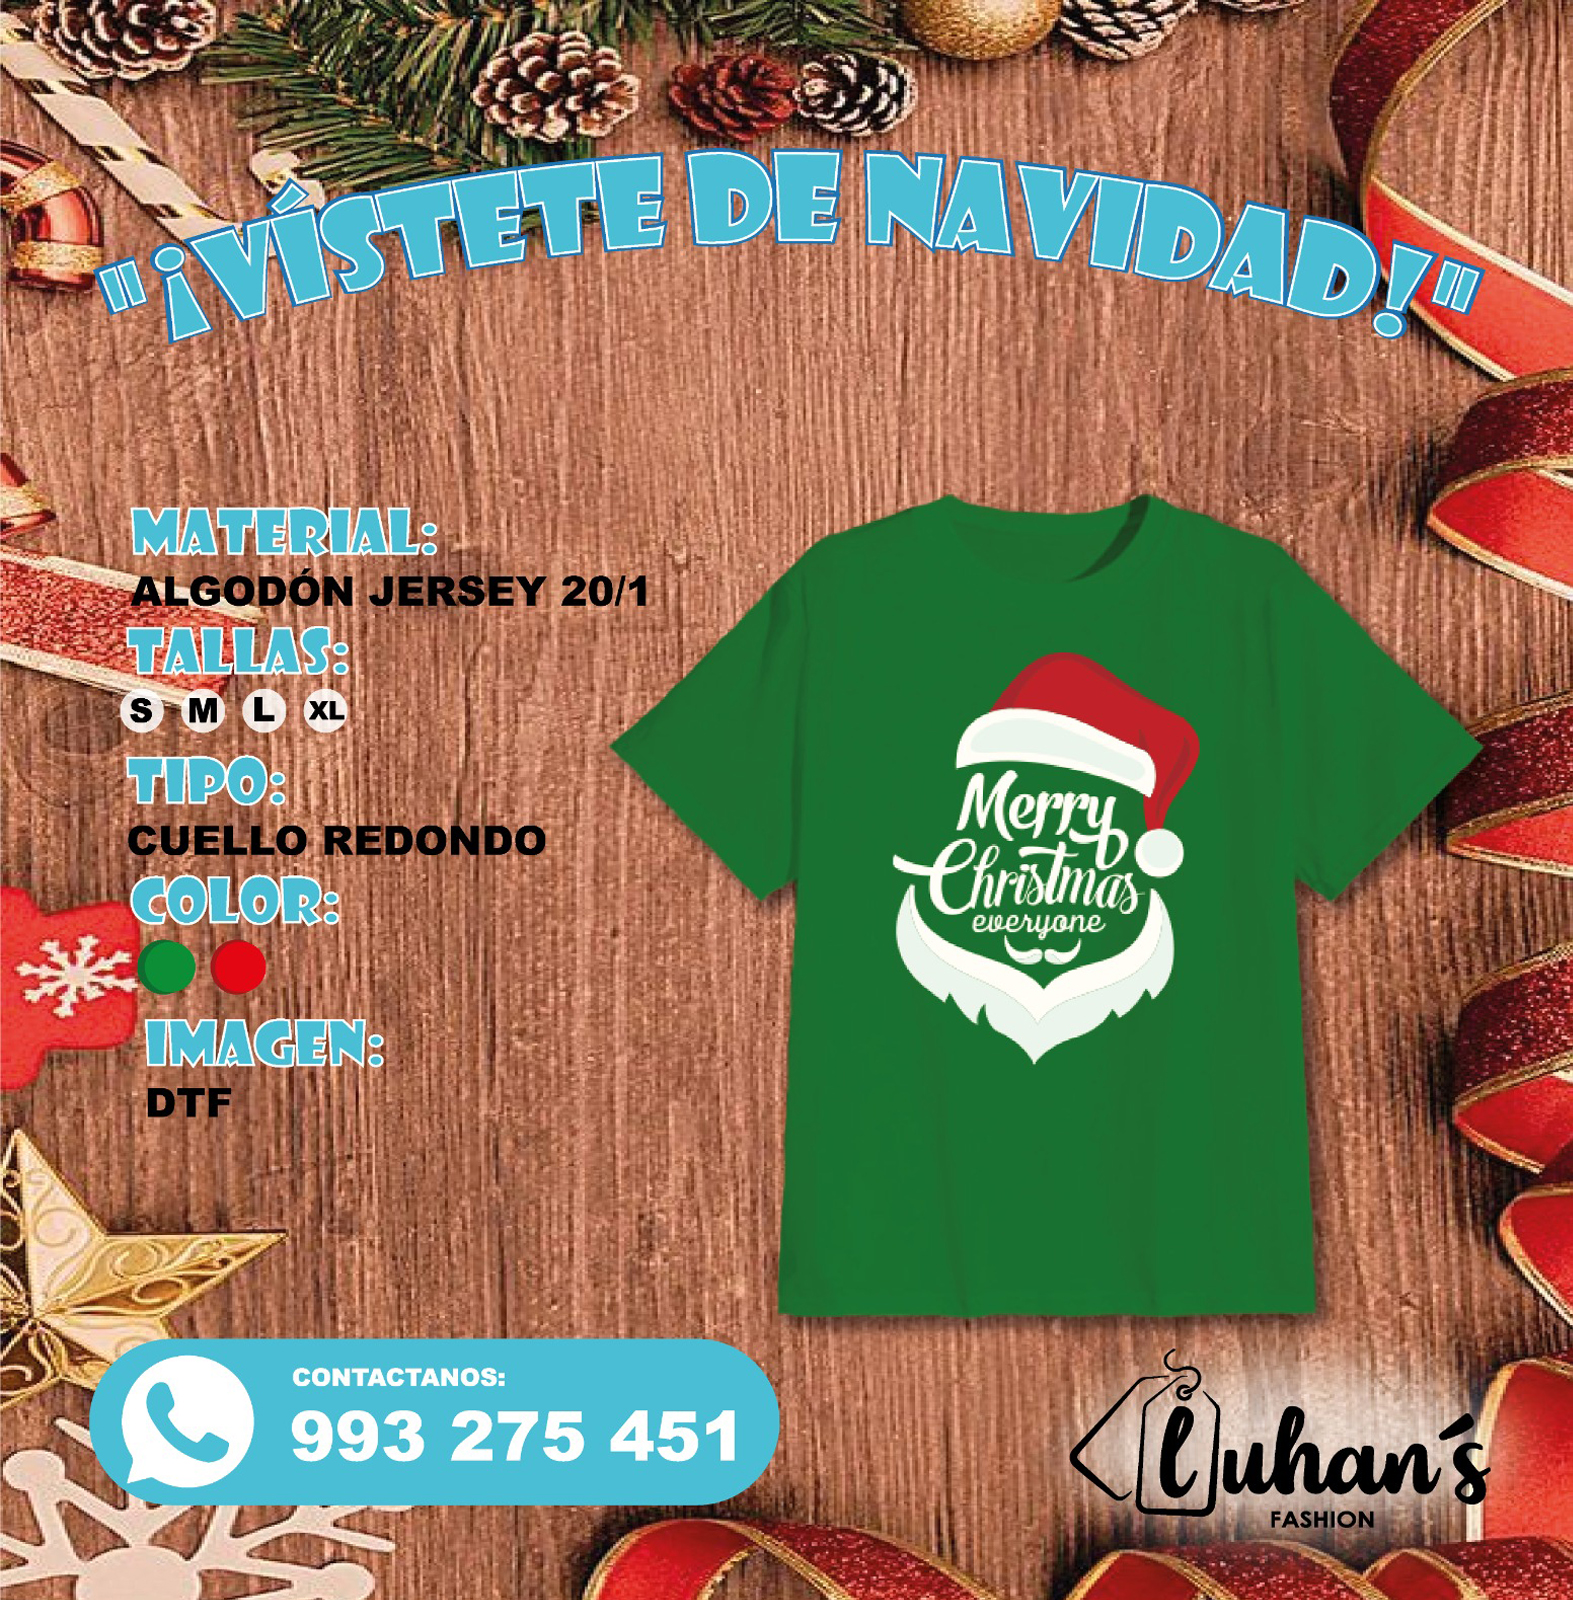 "¡VÍSTETE DE NAVIDAD!"
MATERIAL:
ALGODÓN JERSEY 20/1
TALLAS:
S M L XL
TIPO:
CUELLO REDONDO
COLOR:
IMAGEN:
DTF
Merry
Christmas
everyone
CONTACTANOS:
993 275 451
luhan´s
FASHION